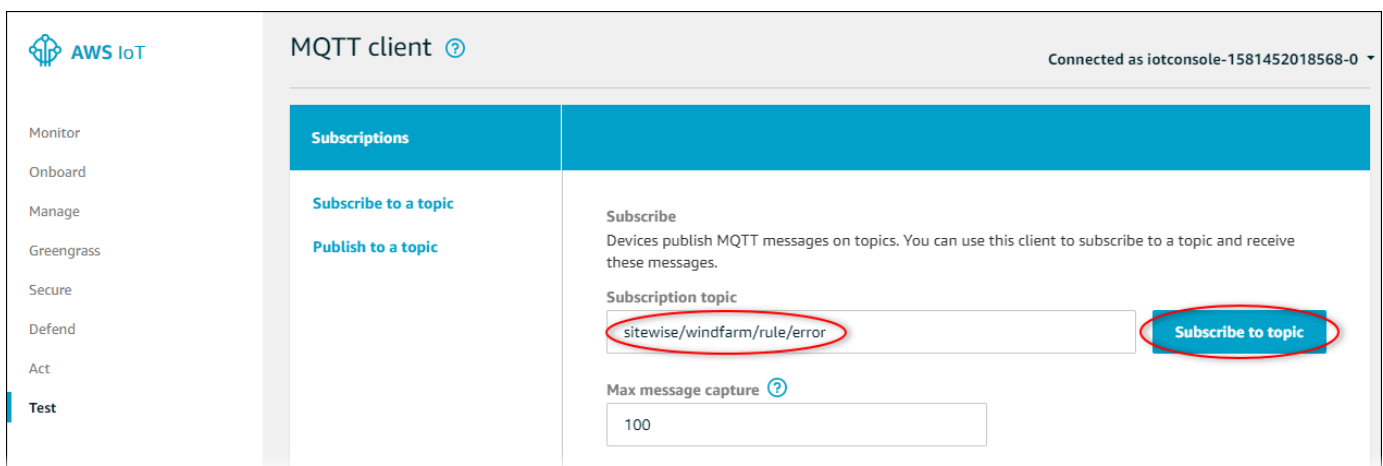 AWS IoT
MQTT client ?
Connected as iotconsole-1581452018568-0
Monitor
Onboard
Manage
Greengrass
Secure
Defend
Act
Test
Subscriptions
Subscribe to a topic
Publish to a topic
Subscribe
Devices publish MQTT messages on topics. You can use this client to subscribe to a topic and receive
these messages.
Subscription topic
sitewise/windfarm/rule/error
Subscribe to topic
Max message capture ?
100